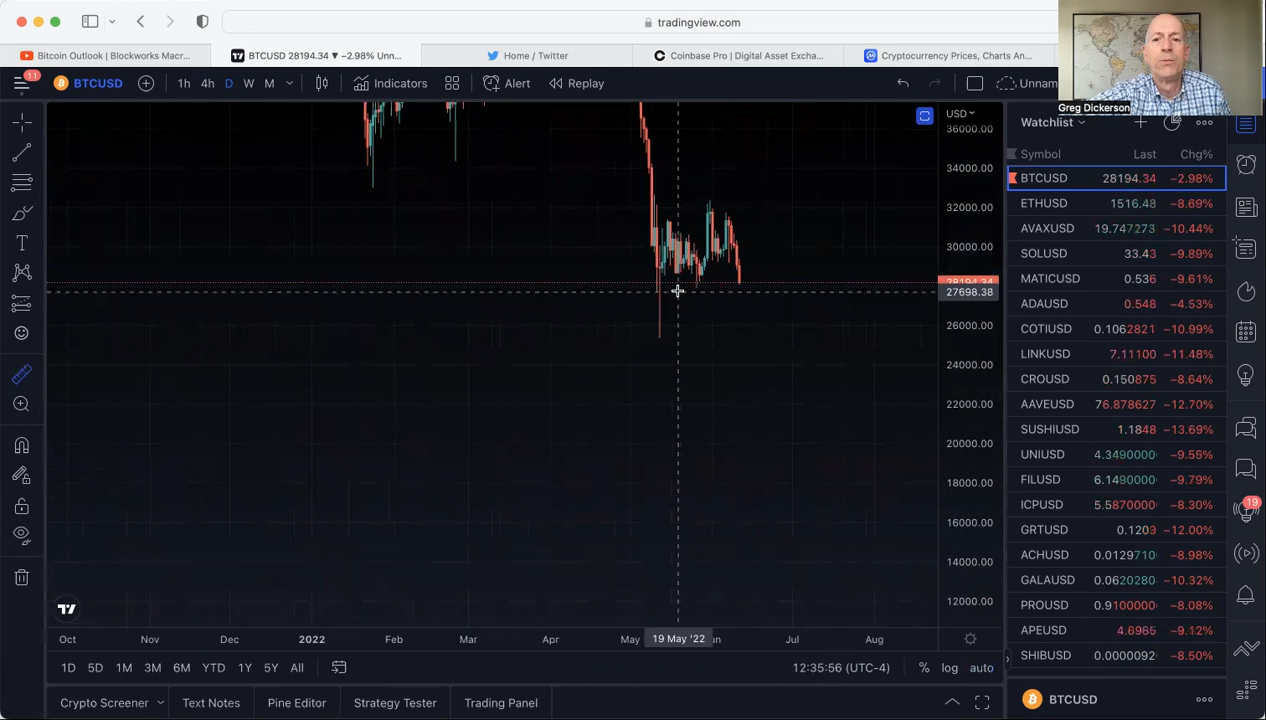 tradingview.com
Bitcoin Outlook | Blockworks Macr...
BTCUSD 28194.34 ▼ −2.98% Unn...
Home / Twitter
Coinbase Pro | Digital Asset Excha...
Cryptocurrency Prices, Charts An...
11
BTCUSD
1h 4h D W M
Indicators
Alert
Replay
Unnam
Greg Dickerson
USD
36000.00
34000.00
32000.00
30000.00
28194.34
27698.38
26000.00
24000.00
22000.00
20000.00
18000.00
16000.00
14000.00
12000.00
Oct Nov Dec 2022 Feb Mar Apr May 19 May '22 un Jul Aug
1D 5D 1M 3M 6M YTD 1Y 5Y All
12:35:56 (UTC-4) % log auto
Crypto Screener Text Notes Pine Editor Strategy Tester Trading Panel
Watchlist
Symbol Last Chg%
BTCUSD 28194.34 −2.98%
ETHUSD 1516.48 −8.69%
AVAXUSD 19.747273 −10.44%
SOLUSD 33.43 −9.89%
MATICUSD 0.536 −9.61%
ADAUSD 0.548 −4.53%
COTIUSD 0.1062821 −10.99%
LINKUSD 7.11100 −11.48%
CROUSD 0.150875 −8.64%
AAVEUSD 76.878627 −12.70%
SUSHIUSD 1.1848 −13.69%
UNIUSD 4.3490000 −9.55%
FILUSD 6.1490000 −9.79%
ICPUSD 5.5870000 −8.30%
GRTUSD 0.1203 −12.00%
ACHUSD 0.0129710 −8.98%
GALAUSD 0.0620280 −10.32%
PROUSD 0.9100000 −8.08%
APEUSD 4.6965 −9.12%
SHIBUSD 0.0000092 −8.50%
19
BTCUSD